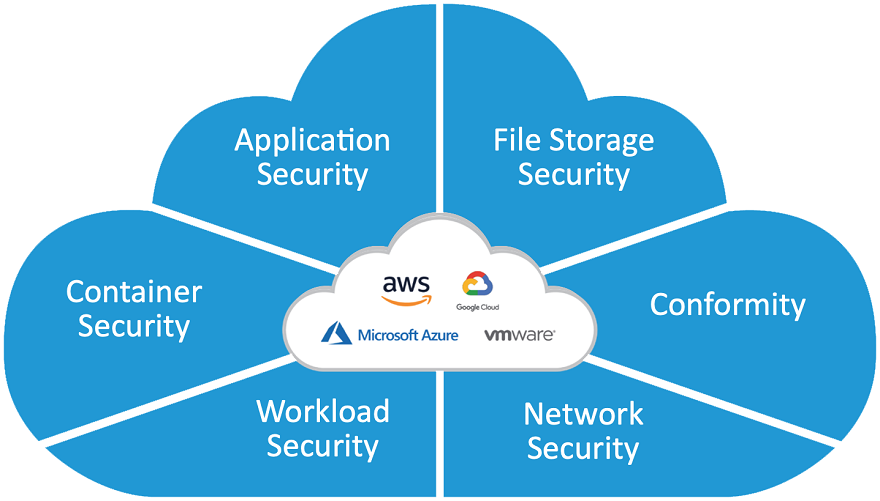 Application
Security
File Storage
Security
Container
Security
aws
Google Cloud
Microsoft Azure
vmware®
Conformity
Workload
Security
Network
Security